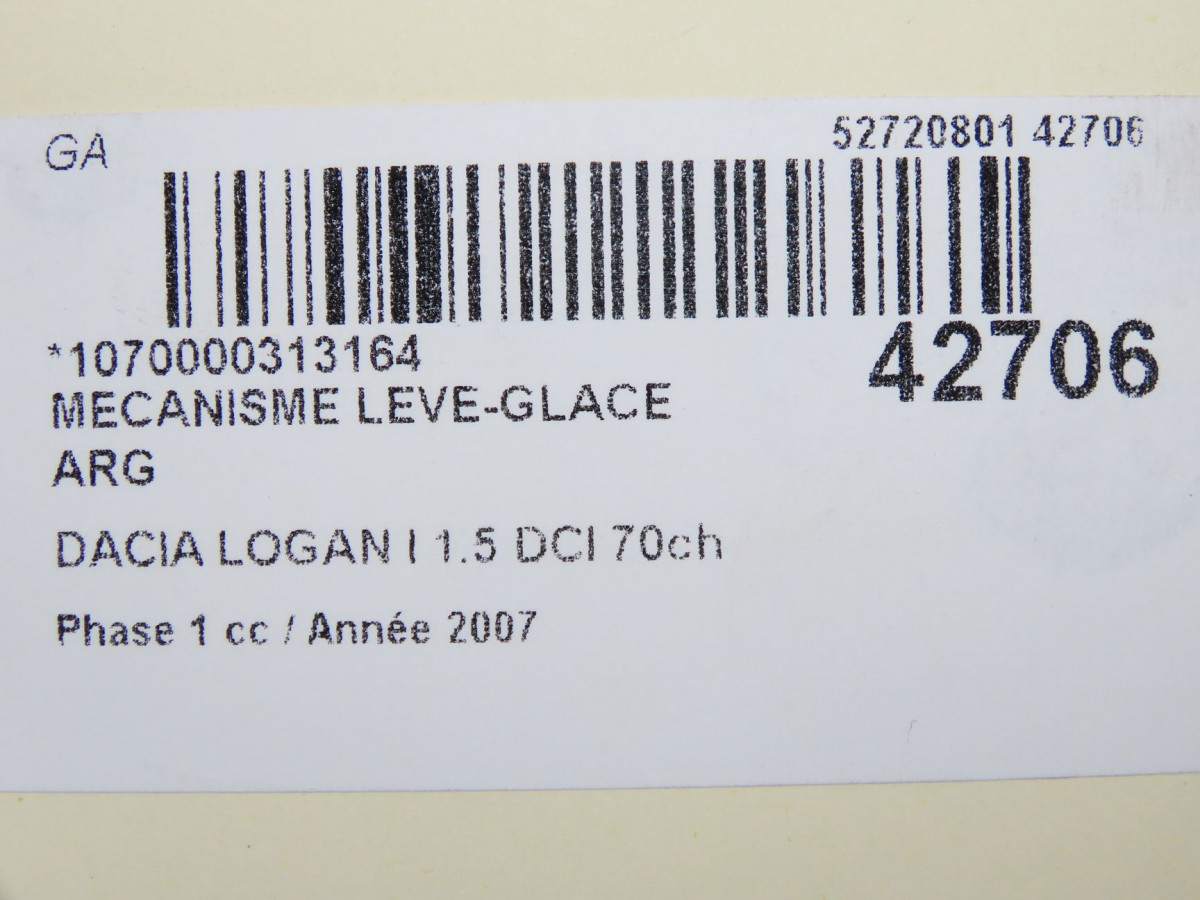 GA
52720801 42706
*1070000313164
42706
MECANISME LEVE-GLACE
ARG
DACIA LOGAN I 1.5 DCI 70ch
Phase 1 cc / Année 2007